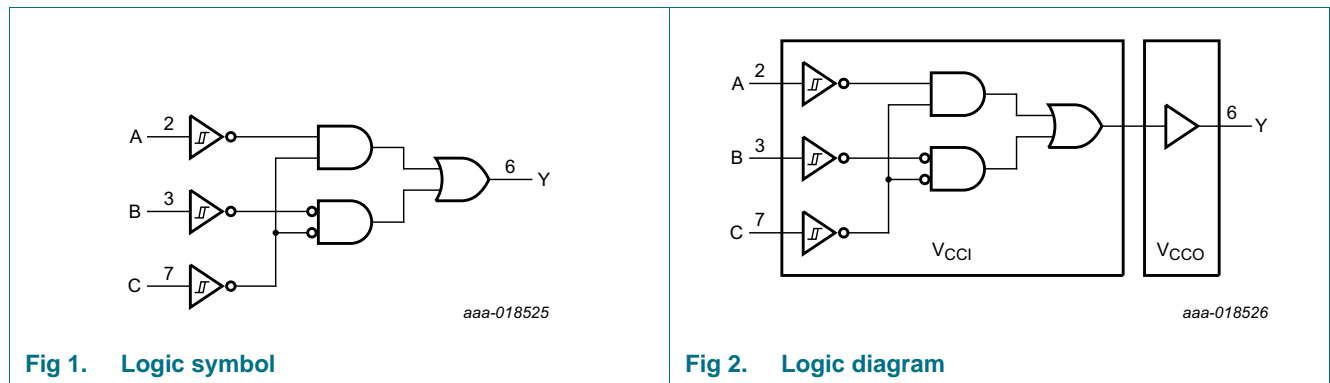 A 2
B 3
C 7
6 Y
aaa-018525
Fig 1. Logic symbol
A 2
B 3
C 7
6 Y
VCCI
VCCO
aaa-018526
Fig 2. Logic diagram